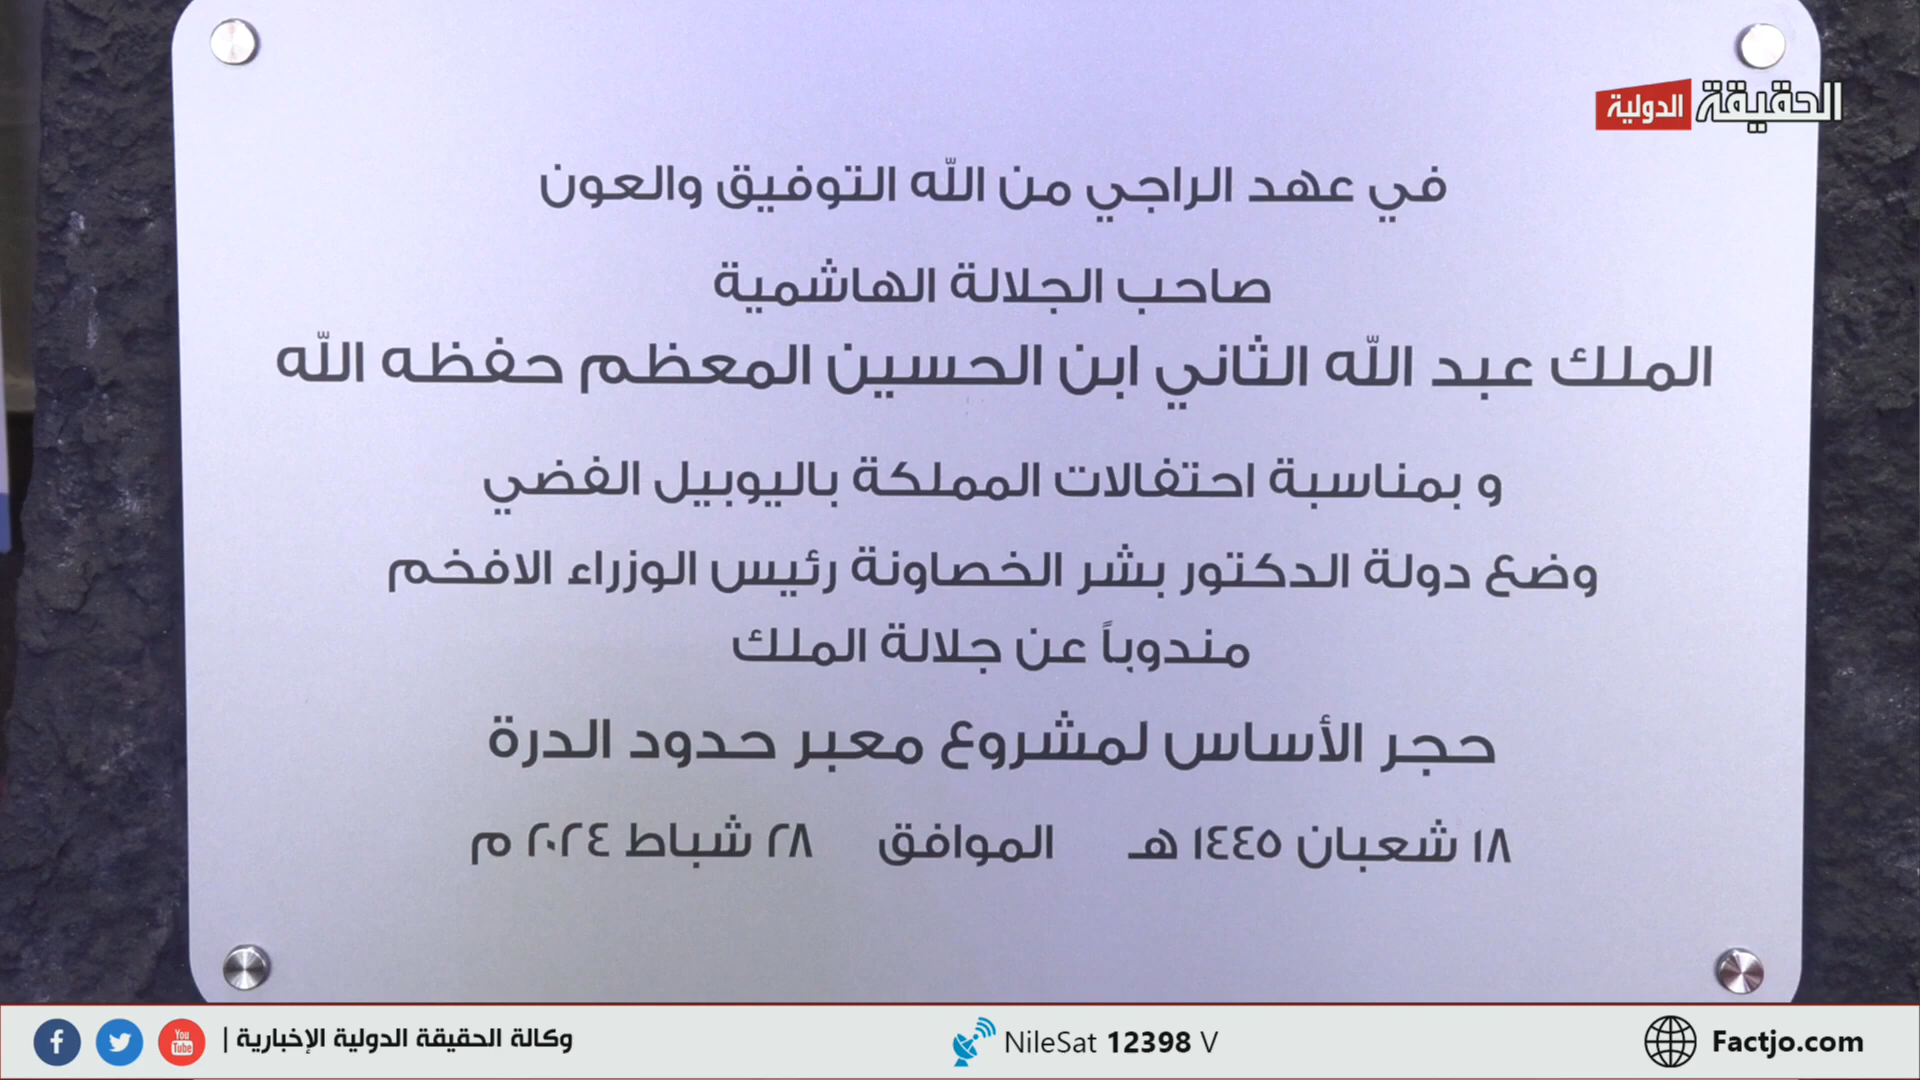 الحقيقة الدولية
في عهد الراجي من الله التوفيق والعون
صاحب الجلالة الهاشمية
الملك عبد الله الثاني ابن الحسين المعظم حفظه الله
و بمناسبة احتفالات المملكة باليوبيل الفضي
وضع دولة الدكتور بشر الخصاونة رئيس الوزراء الافخم
مندوباً عن جلالة الملك
حجر الأساس لمشروع معبر حدود الدرة
١٨ شعبان ١٤٤٥ هـ الموافق ٢٨ شباط ٢٠٢٤ م
f You Tube | وكالة الحقيقة الدولية الإخبارية NileSat 12398 V Factjo.com